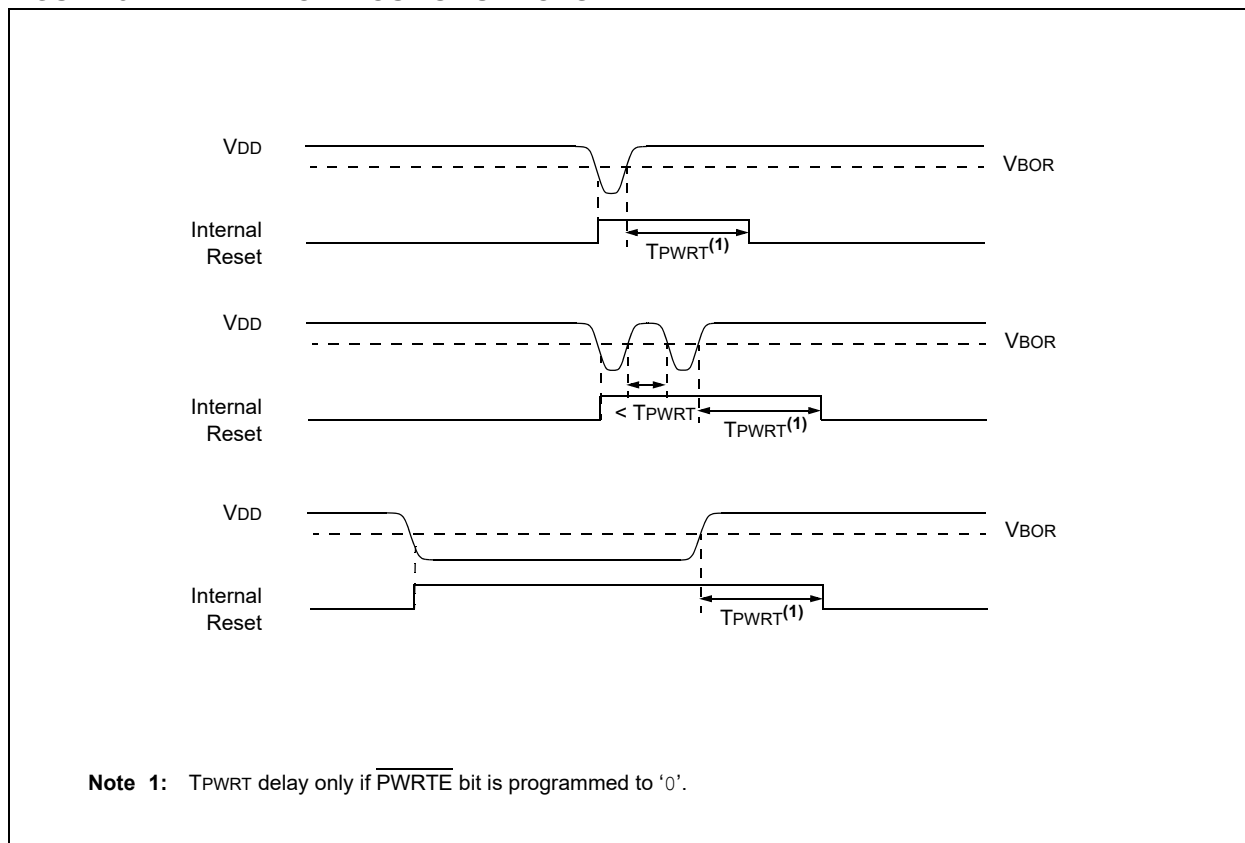 VDD
VBOR
Internal
Reset
TPWRT(1)
VDD
VBOR
Internal
Reset
< TPWRT
TPWRT(1)
VDD
VBOR
Internal
Reset
TPWRT(1)
Note 1: TPWRT delay only if PWRTE bit is programmed to ‘0’.